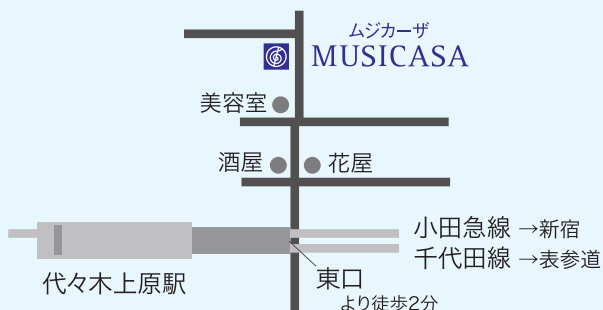 ムジカーザ
MUSICASA
美容室
酒屋
花屋
小田急線 →新宿
千代田線 →表参道
代々木上原駅
東口
より徒歩2分